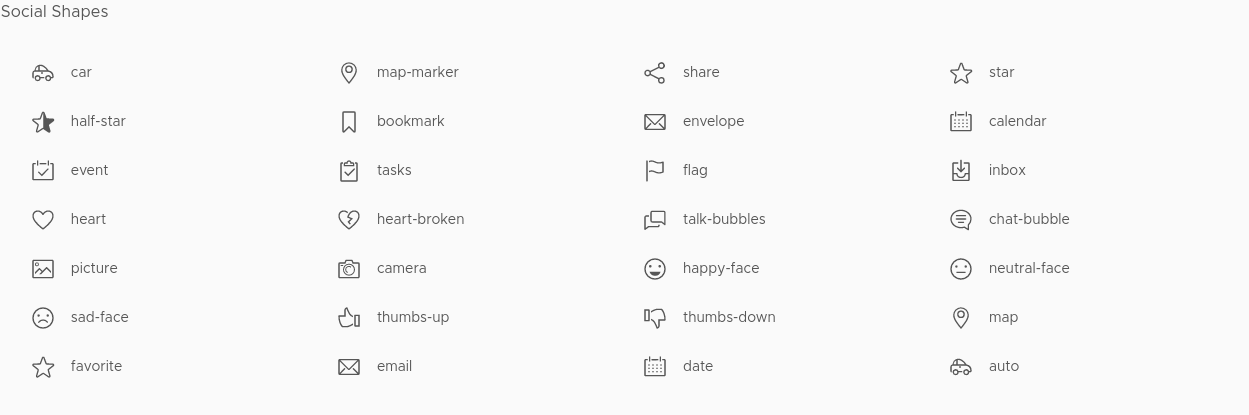 Social Shapes
car map-marker share star
half-star bookmark envelope calendar
event tasks flag inbox
heart heart-broken talk-bubbles chat-bubble
picture camera happy-face neutral-face
sad-face thumbs-up thumbs-down map
favorite email date auto